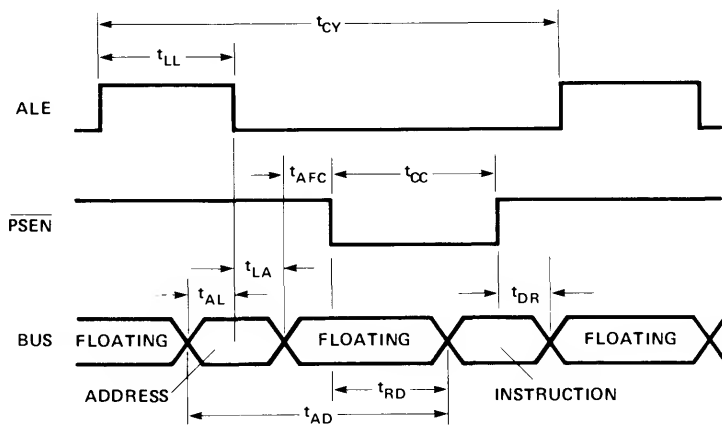 tCY
tLL
ALE
tAFC
tCC
PSEN
tLA
tAL
tDR
BUS
FLOATING
FLOATING
FLOATING
ADDRESS
tRD
INSTRUCTION
tAD